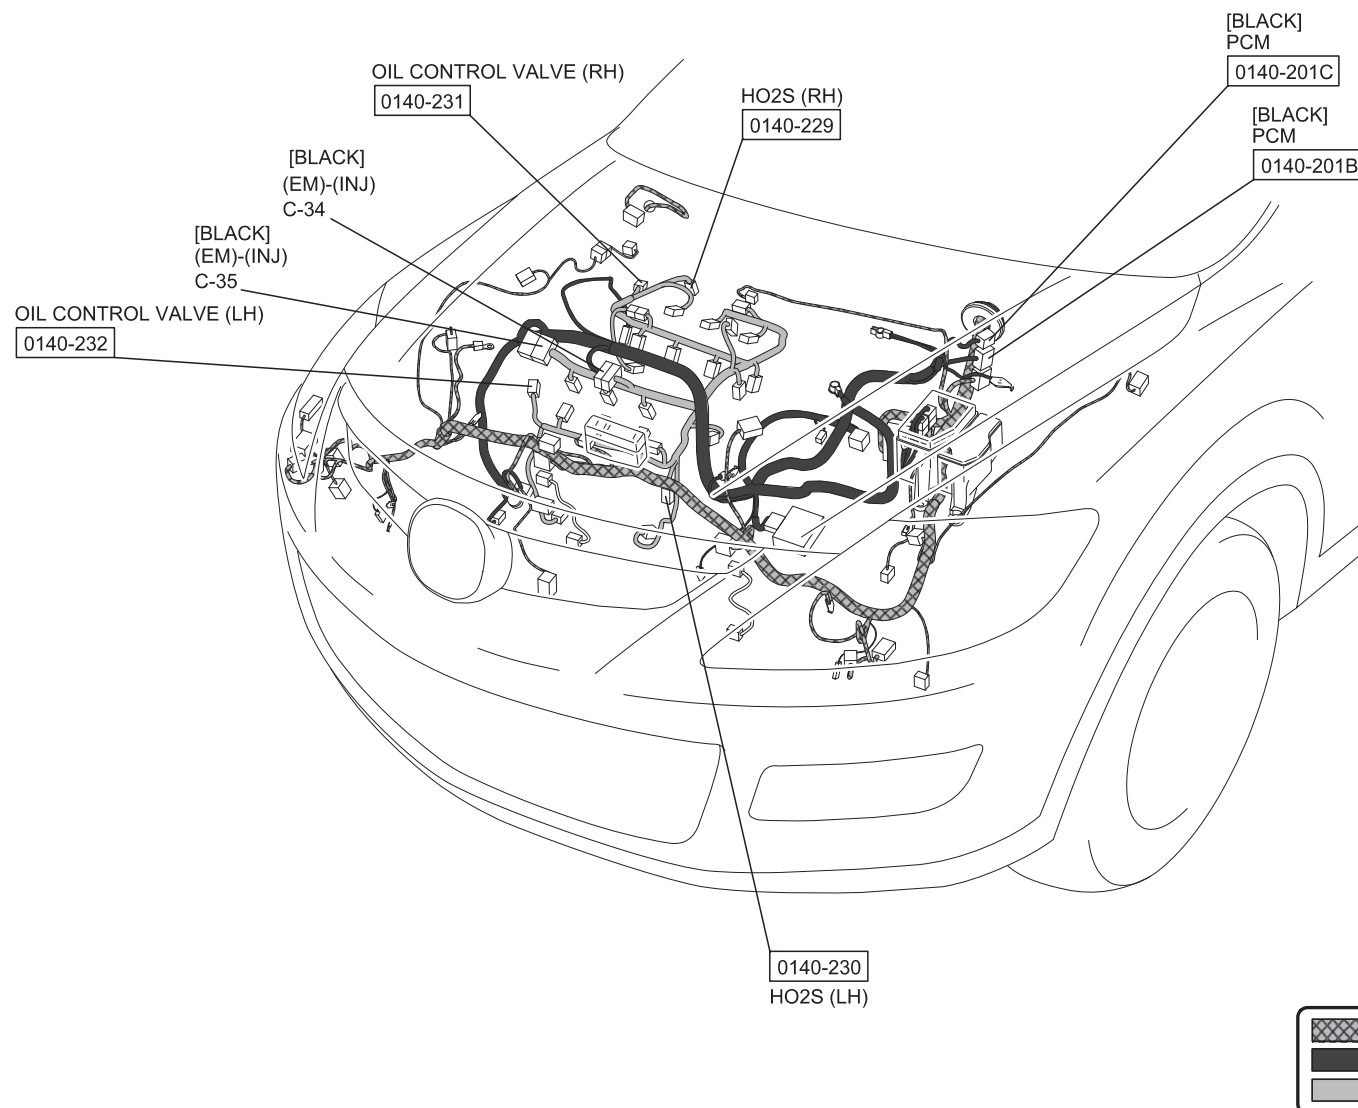 [BLACK]
PCM
0140-201C
OIL CONTROL VALVE (RH)
0140-231
HO2S (RH)
0140-229
[BLACK]
PCM
0140-201B
[BLACK]
(EM)-(INJ)
C-34
[BLACK]
(EM)-(INJ)
C-35
OIL CONTROL VALVE (LH)
0140-232
0140-230
HO2S (LH)